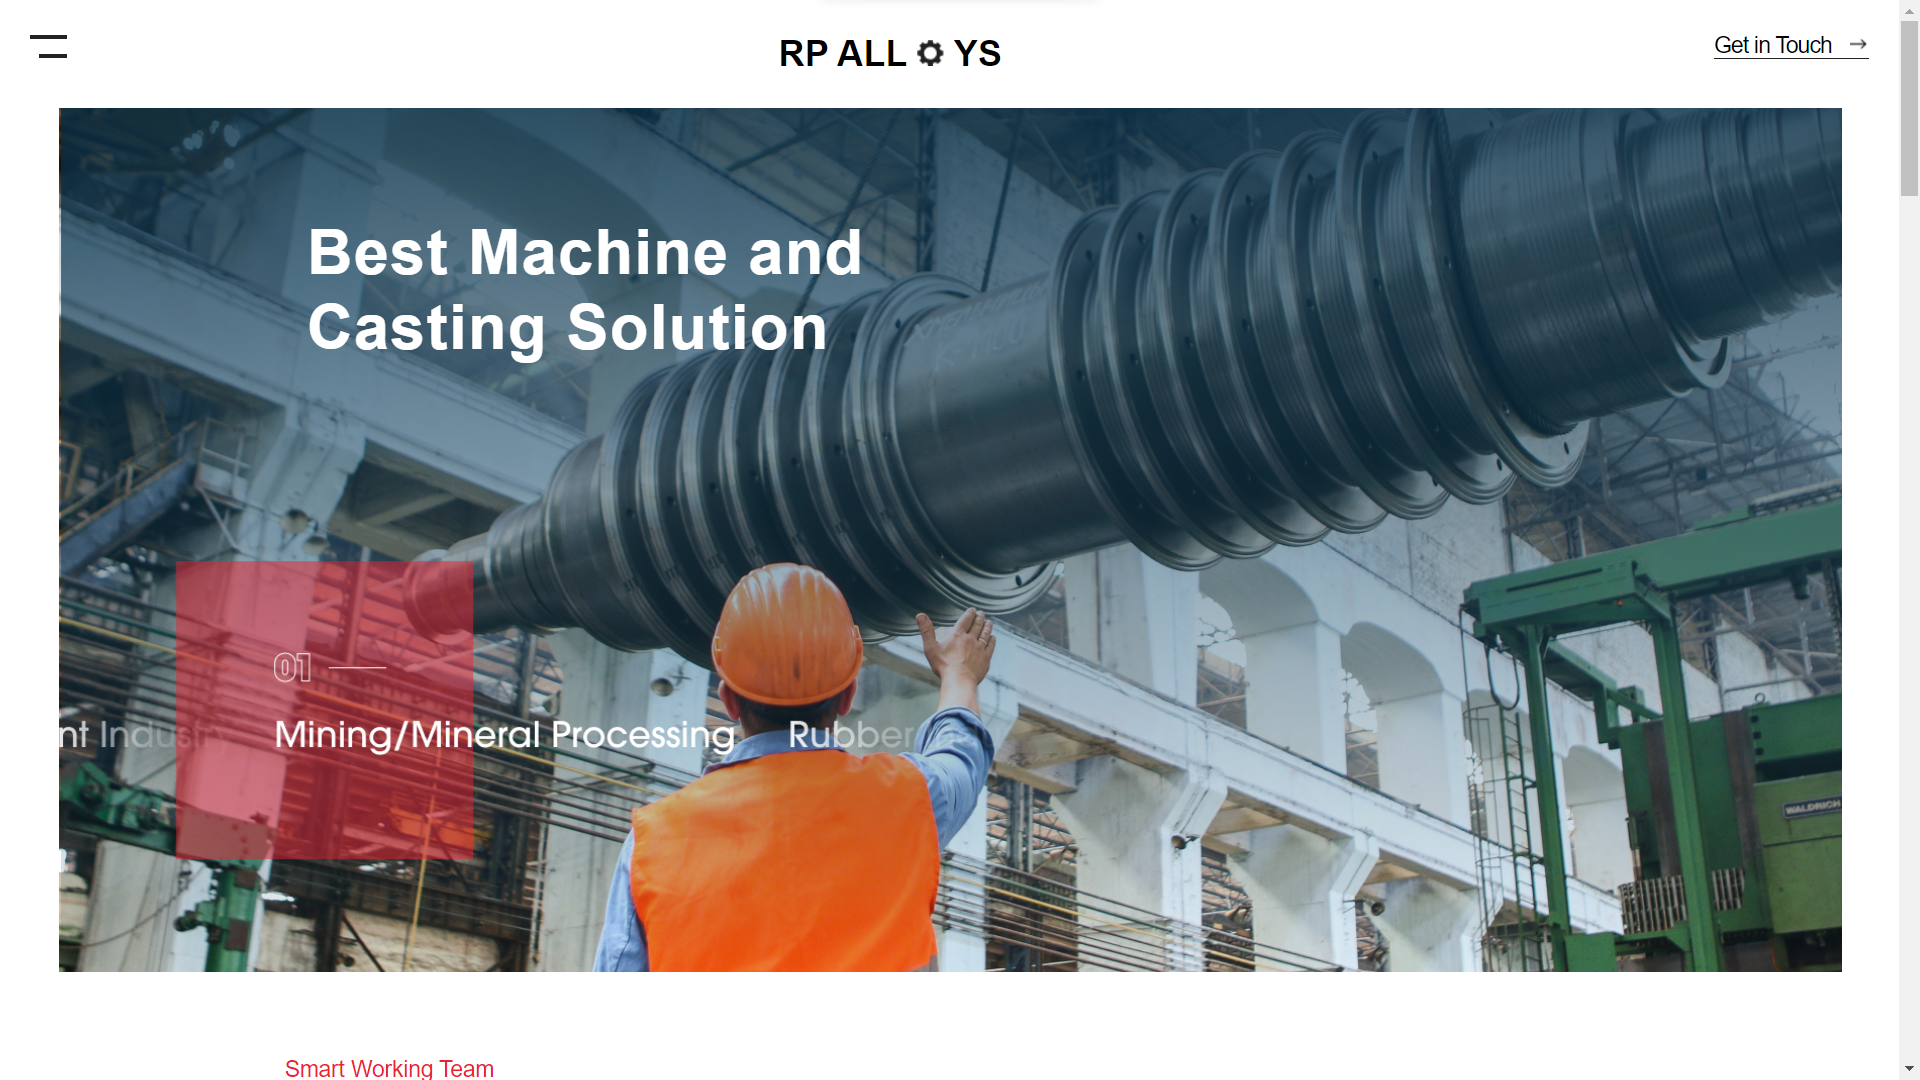 RP ALL YS
Get in Touch
Best Machine and
Casting Solution
01
nt Industry
Mining/Mineral Processing
Rubber
WALDRICH
Smart Working Team